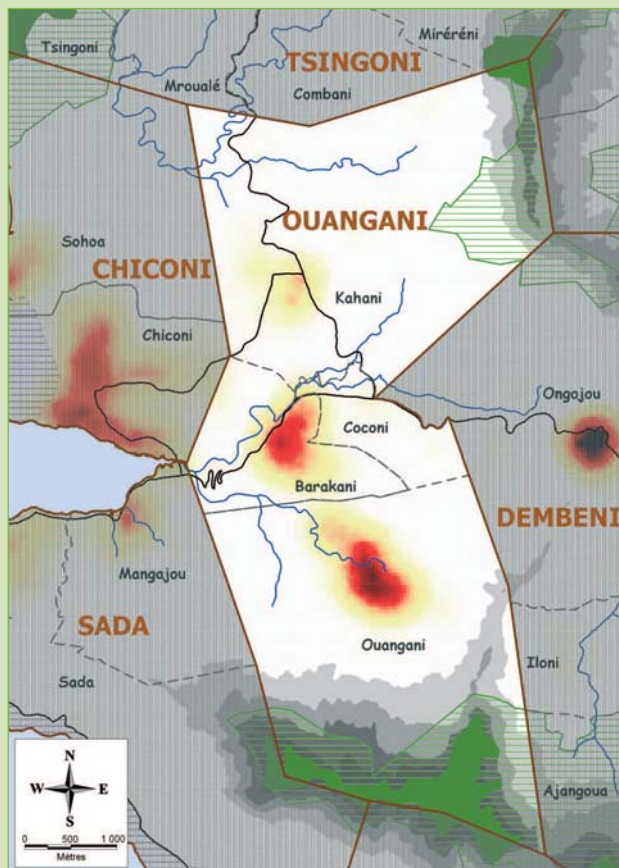 Tsingoni
Miréréni
Mroualé
TSINGONI
Combani
OUANGANI
Sohoa
CHICONI
Kahani
Chiconi
Ongojou
Coconi
Barakani
DEMBENI
Mangajou
SADA
Ouangani
Iloni
Sada
N
W E
S
Ajangoua
0 500 1 000
Mètres